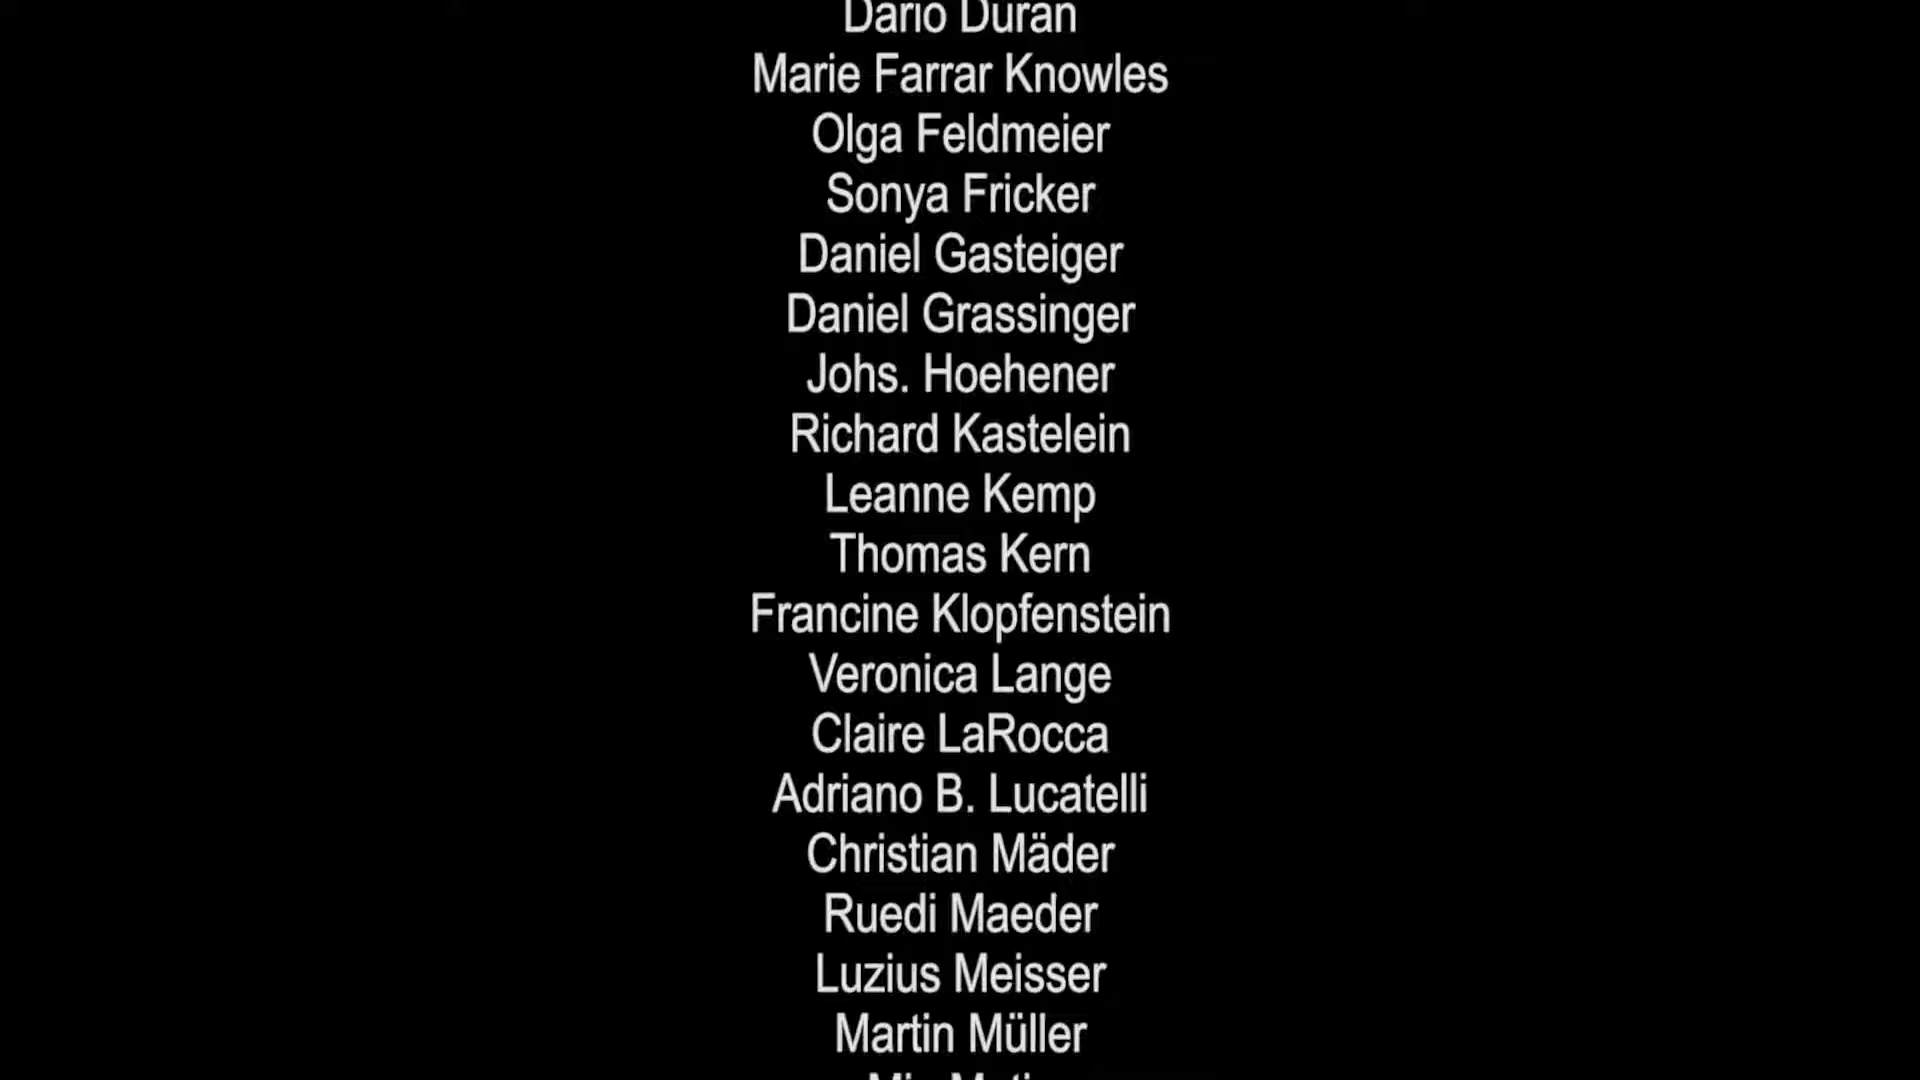 Dario Duran
Marie Farrar Knowles
Olga Feldmeier
Sonya Fricker
Daniel Gasteiger
Daniel Grassinger
Johs. Hoehener
Richard Kastelein
Leanne Kemp
Thomas Kern
Francine Klopfenstein
Veronica Lange
Claire LaRocca
Adriano B. Lucatelli
Christian Mäder
Ruedi Maeder
Luzius Meisser
Martin Müller